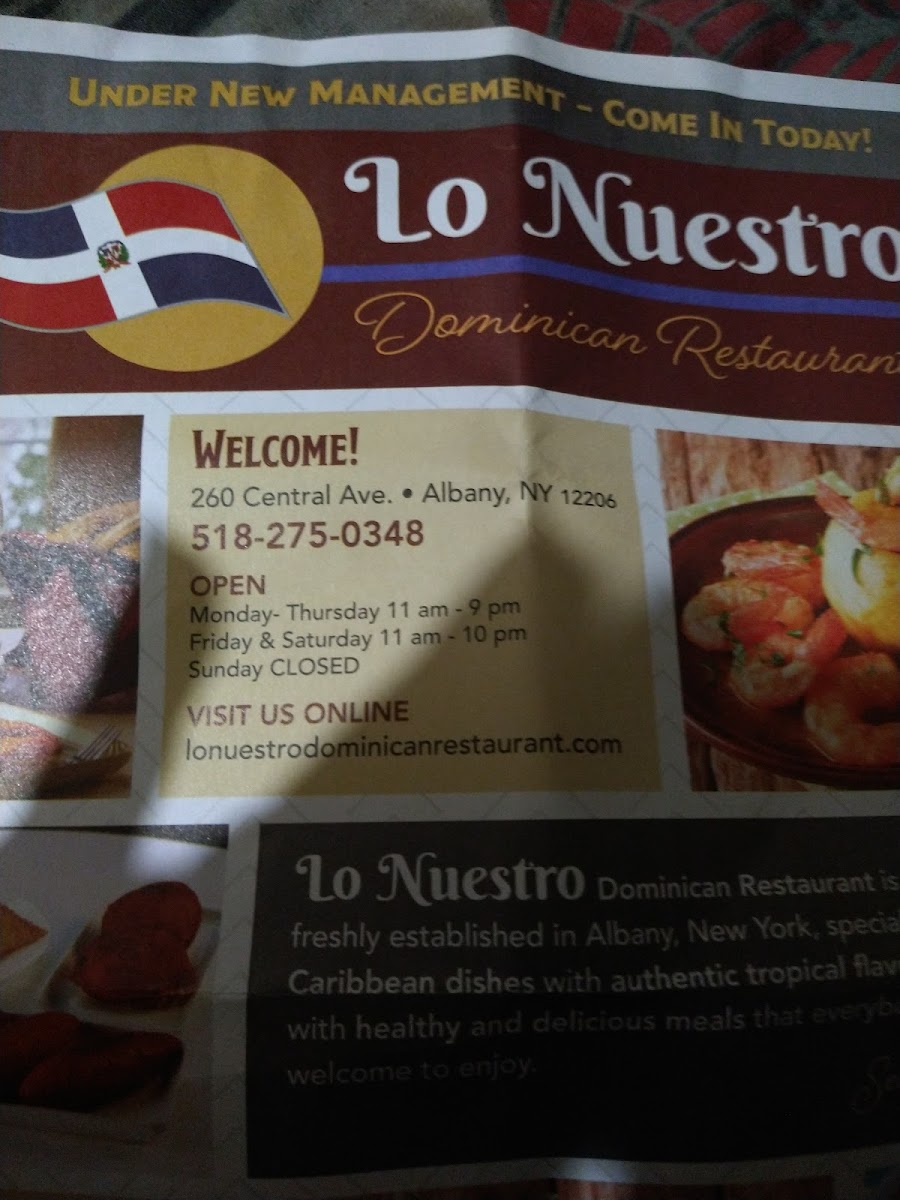 UNDER NEW MANAGEMENT – COME IN TODAY!
Lo Nuestro
Dominican Restaurant
WELCOME!
260 Central Ave. • Albany, NY 12206
518-275-0348
OPEN
Monday- Thursday 11 am - 9 pm
Friday & Saturday 11 am - 10 pm
Sunday CLOSED
VISIT US ONLINE
lonuestrodominicanrestaurant.com
Lo Nuestro Dominican Restaurant is
freshly established in Albany, New York,
Caribbean dishes with authentic tropical
with healthy and delicious meals that
welcome to enjoy.